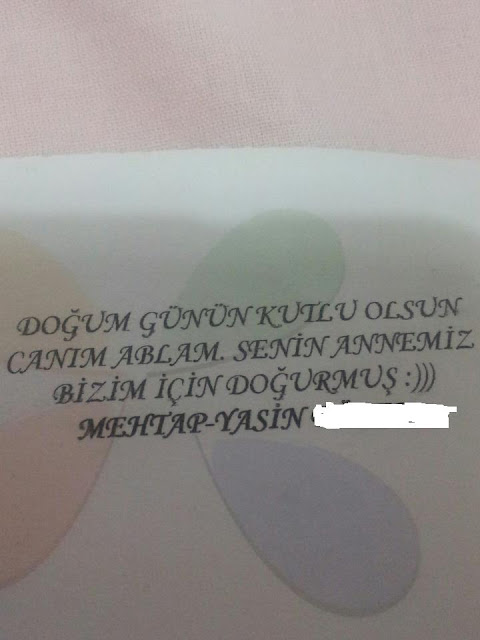 DOĞUM GÜNÜN KUTLU OLSUN
CANIM ABLAM. SENİN ANNEMİZ
BİZİM İÇİN DOĞURMUŞ :)))
MEHTAP-YASİN